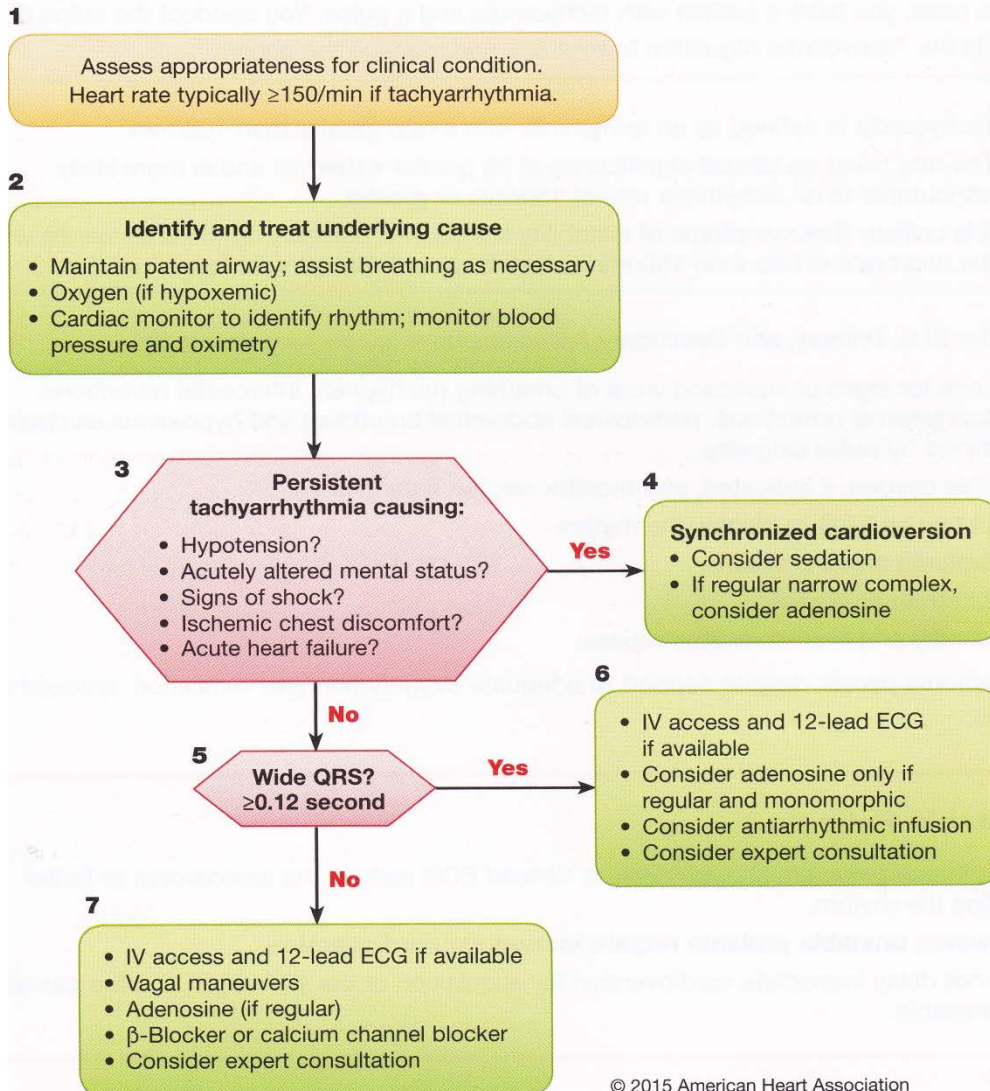 1
Assess appropriateness for clinical condition.
Heart rate typically ≥150/min if tachyarrhythmia.
2
Identify and treat underlying cause
• Maintain patent airway; assist breathing as necessary
• Oxygen (if hypoxemic)
• Cardiac monitor to identify rhythm; monitor blood
pressure and oximetry
3
Persistent
tachyarrhythmia causing:
• Hypotension?
• Acutely altered mental status?
• Signs of shock?
• Ischemic chest discomfort?
• Acute heart failure?
Yes
4
Synchronized cardioversion
• Consider sedation
• If regular narrow complex,
consider adenosine
No
5
Wide QRS?
≥0.12 second
Yes
6
• IV access and 12-lead ECG
if available
• Consider adenosine only if
regular and monomorphic
• Consider antiarrhythmic infusion
• Consider expert consultation
No
7
• IV access and 12-lead ECG if available
• Vagal maneuvers
• Adenosine (if regular)
• β-Blocker or calcium channel blocker
• Consider expert consultation
© 2015 American Heart Association